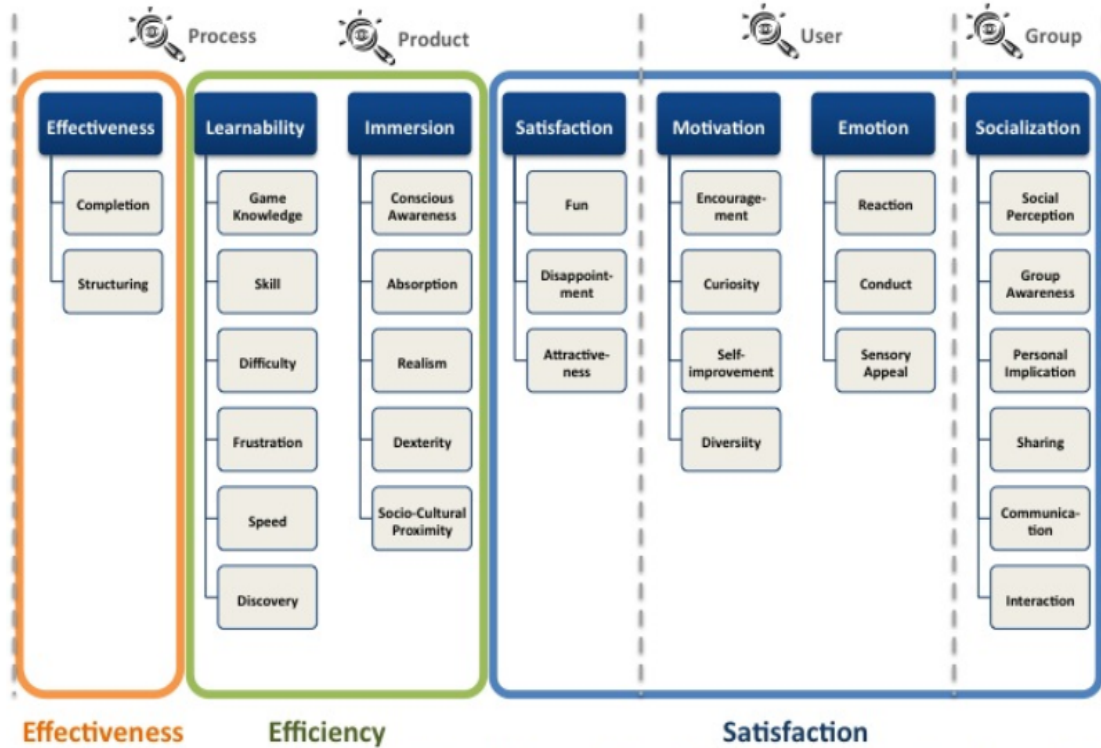 Process
Product
User
Group
Effectiveness
Completion
Structuring
Learnability
Game
Knowledge
Skill
Difficulty
Frustration
Speed
Discovery
Immersion
Conscious
Awareness
Absorption
Realism
Dexterity
Socio-Cultural
Proximity
Satisfaction
Fun
Disappoint-
ment
Attractive-
ness
Motivation
Encourage-
ment
Curiosity
Self-
improvement
Diversiity
Emotion
Reaction
Conduct
Sensory
Appeal
Socialization
Social
Perception
Group
Awareness
Personal
Implication
Sharing
Communica-
tion
Interaction
Effectiveness
Efficiency
Satisfaction